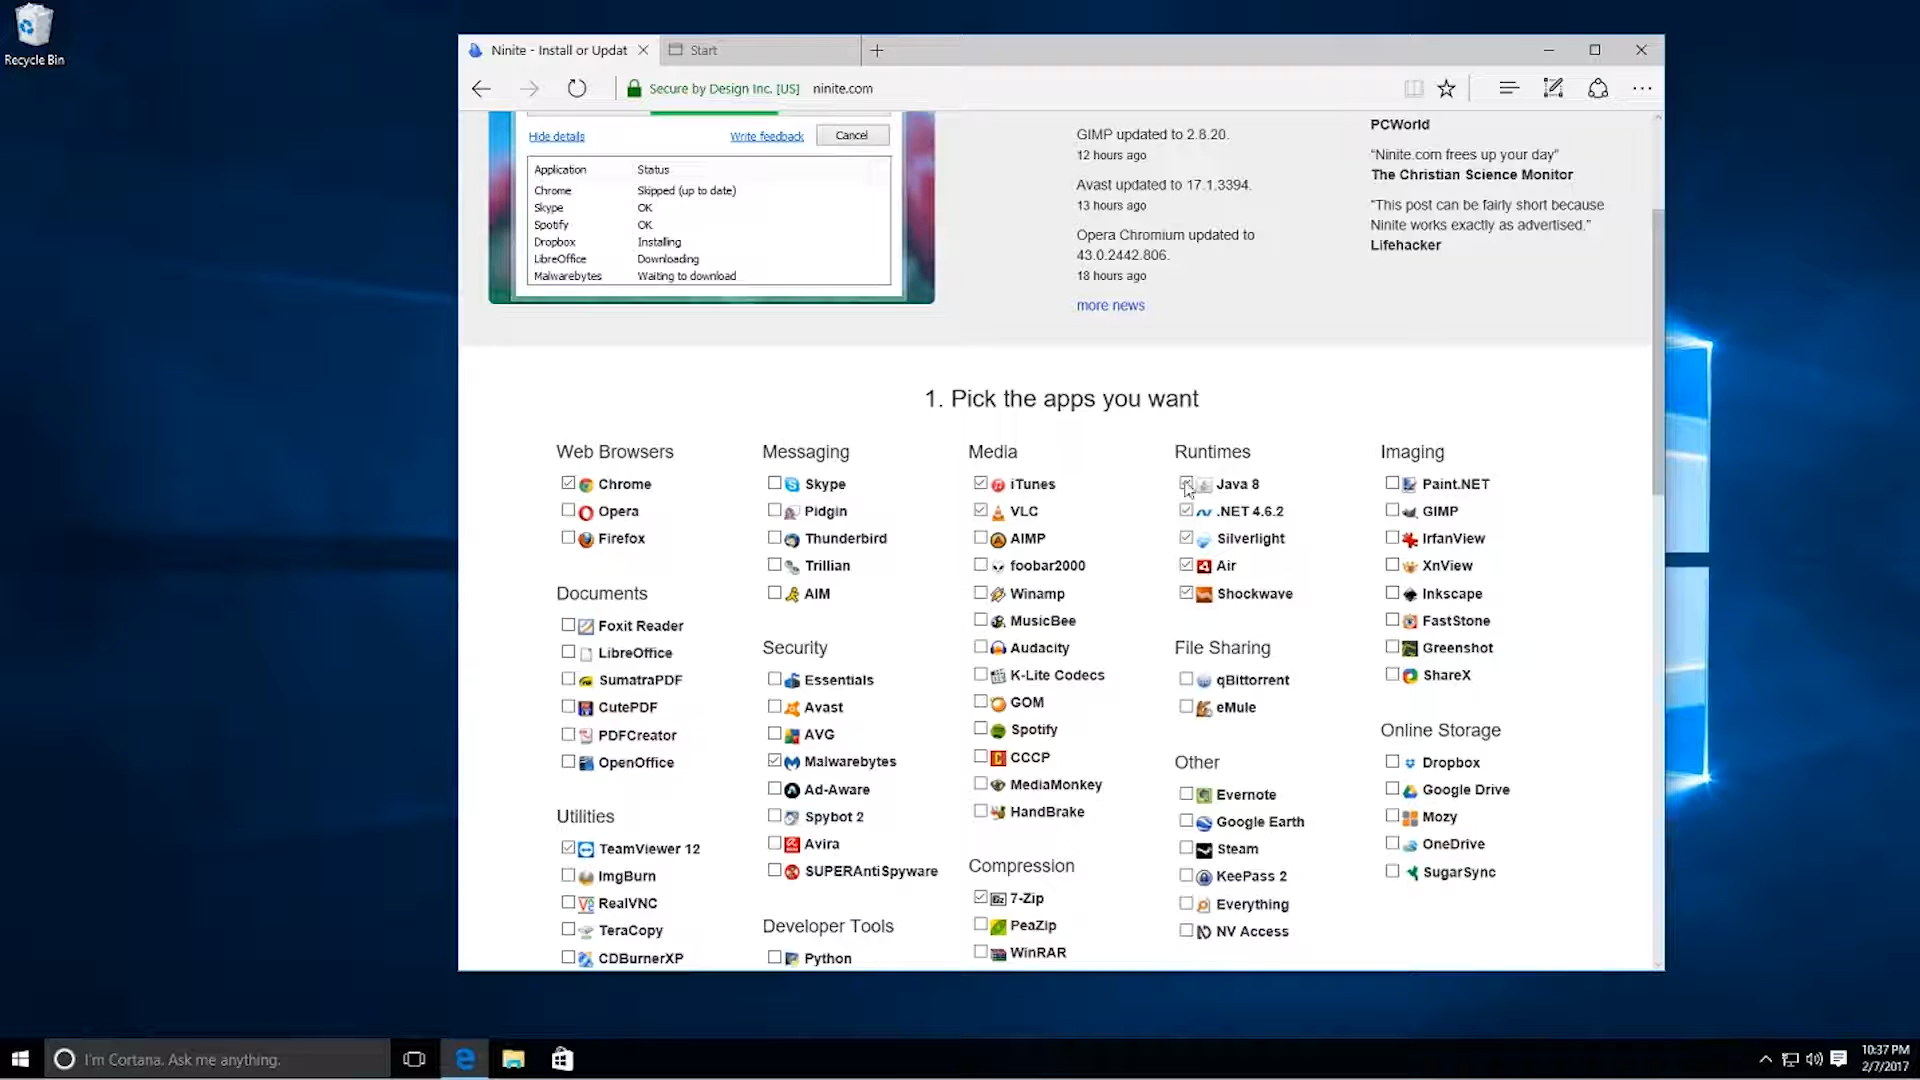 Recycle Bin
Ninite - Install or Updat
Start
Secure by Design Inc. [US] ninite.com
Hide details
Write feedback
Cancel
Application Status
Chrome Skipped (up to date)
Skype OK
Spotify OK
Dropbox Installing
LibreOffice Downloading
Malwarebytes Waiting to download
GIMP updated to 2.8.20.
12 hours ago
Avast updated to 17.1.3394.
13 hours ago
Opera Chromium updated to
43.0.2442.806.
18 hours ago
more news
PCWorld
“Ninite.com frees up your day”
The Christian Science Monitor
“This post can be fairly short because
Ninite works exactly as advertised.”
Lifehacker
1. Pick the apps you want
Web Browsers
Chrome
Opera
Firefox
Documents
Foxit Reader
LibreOffice
SumatraPDF
CutePDF
PDFCreator
OpenOffice
Utilities
TeamViewer 12
ImgBurn
RealVNC
TeraCopy
CDBurnerXP
Messaging
Skype
Pidgin
Thunderbird
Trillian
AIM
Security
Essentials
Avast
AVG
Malwarebytes
Ad-Aware
Spybot 2
Avira
SUPERAntiSpyware
Developer Tools
Python
Media
iTunes
VLC
AIMP
foobar2000
Winamp
MusicBee
Audacity
K-Lite Codecs
GOM
Spotify
CCCP
MediaMonkey
HandBrake
Compression
7-Zip
PeaZip
WinRAR
Runtimes
Java 8
.NET 4.6.2
Silverlight
Air
Shockwave
File Sharing
qBittorrent
eMule
Other
Evernote
Google Earth
Steam
KeePass 2
Everything
NV Access
Imaging
Paint.NET
GIMP
IrfanView
XnView
Inkscape
FastStone
Greenshot
ShareX
Online Storage
Dropbox
Google Drive
Mozy
OneDrive
SugarSync
I'm Cortana. Ask me anything.
10:37 PM
2/7/2017